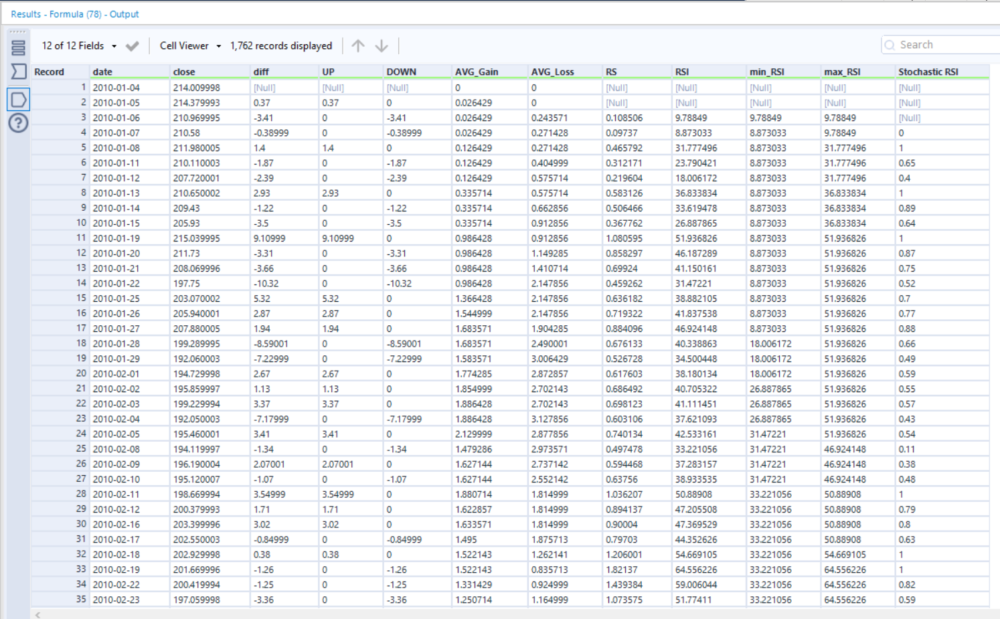 Results - Formula (78) - Output
12 of 12 Fields Cell Viewer 1,762 records displayed Search
Record date close diff UP DOWN AVG_Gain AVG_Loss RS RSI min_RSI max_RSI Stochastic RSI
1 2010-01-04 214.009998 [Null] [Null] [Null] 0 0 [Null] [Null] [Null] [Null] [Null]
2 2010-01-05 214.379993 0.37 0.37 0 0.026429 0 [Null] [Null] [Null] [Null] [Null]
3 2010-01-06 210.969995 -3.41 0 -3.41 0.026429 0.243571 0.108506 9.78849 9.78849 9.78849 [Null]
4 2010-01-07 210.58 -0.38999 0 -0.38999 0.026429 0.271428 0.09737 8.873033 8.873033 9.78849 0
5 2010-01-08 211.980005 1.4 1.4 0 0.126429 0.271428 0.465792 31.777496 8.873033 31.777496 1
6 2010-01-11 210.110003 -1.87 0 -1.87 0.126429 0.404999 0.312171 23.790421 8.873033 31.777496 0.65
7 2010-01-12 207.720001 -2.39 0 -2.39 0.126429 0.575714 0.219604 18.006172 8.873033 31.777496 0.4
8 2010-01-13 210.650002 2.93 2.93 0 0.335714 0.575714 0.583126 36.833834 8.873033 36.833834 1
9 2010-01-14 209.43 -1.22 0 -1.22 0.335714 0.662856 0.506466 33.619478 8.873033 36.833834 0.89
10 2010-01-15 205.93 -3.5 0 -3.5 0.335714 0.912856 0.367762 26.887865 8.873033 36.833834 0.64
11 2010-01-19 215.039995 9.10999 9.10999 0 0.986428 0.912856 1.080595 51.936826 8.873033 51.936826 1
12 2010-01-20 211.73 -3.31 0 -3.31 0.986428 1.149285 0.858297 46.187289 8.873033 51.936826 0.87
13 2010-01-21 208.069996 -3.66 0 -3.66 0.986428 1.410714 0.69924 41.150161 8.873033 51.936826 0.75
14 2010-01-22 197.75 -10.32 0 -10.32 0.986428 2.147856 0.459262 31.47221 8.873033 51.936826 0.52
15 2010-01-25 203.070002 5.32 5.32 0 1.366428 2.147856 0.636182 38.882105 8.873033 51.936826 0.7
16 2010-01-26 205.940001 2.87 2.87 0 1.544999 2.147856 0.719322 41.837538 8.873033 51.936826 0.77
17 2010-01-27 207.880005 1.94 1.94 0 1.683571 1.904285 0.884096 46.924148 8.873033 51.936826 0.88
18 2010-01-28 199.289995 -8.59001 0 -8.59001 1.683571 2.490001 0.676133 40.338863 18.006172 51.936826 0.66
19 2010-01-29 192.060003 -7.22999 0 -7.22999 1.583571 3.006429 0.526728 34.500448 18.006172 51.936826 0.49
20 2010-02-01 194.729998 2.67 2.67 0 1.774285 2.872857 0.617603 38.180134 18.006172 51.936826 0.59
21 2010-02-02 195.859997 1.13 1.13 0 1.854999 2.702143 0.686492 40.705322 26.887865 51.936826 0.55
22 2010-02-03 199.229994 3.37 3.37 0 1.886428 2.702143 0.698123 41.111451 26.887865 51.936826 0.57
23 2010-02-04 192.050003 -7.17999 0 -7.17999 1.886428 3.127856 0.603106 37.621093 26.887865 51.936826 0.43
24 2010-02-05 195.460001 3.41 3.41 0 2.129999 2.877856 0.740134 42.533161 31.47221 51.936826 0.54
25 2010-02-08 194.119997 -1.34 0 -1.34 1.479286 2.973571 0.497478 33.221056 31.47221 46.924148 0.11
26 2010-02-09 196.190004 2.07001 2.07001 0 1.627144 2.737142 0.594468 37.283157 31.47221 46.924148 0.38
27 2010-02-10 195.120007 -1.07 0 -1.07 1.627144 2.552142 0.63756 38.933535 31.47221 46.924148 0.48
28 2010-02-11 198.669994 3.54999 3.54999 0 1.880714 1.814999 1.036207 50.88908 33.221056 50.88908 1
29 2010-02-12 200.379993 1.71 1.71 0 1.622857 1.814999 0.894137 47.205508 33.221056 50.88908 0.79
30 2010-02-16 203.399996 3.02 3.02 0 1.633571 1.814999 0.90004 47.369529 33.221056 50.88908 0.8
31 2010-02-17 202.550003 -0.84999 0 -0.84999 1.495 1.875713 0.79703 44.352626 33.221056 50.88908 0.63
32 2010-02-18 202.929998 0.38 0.38 0 1.522143 1.262141 1.206001 54.669105 33.221056 54.669105 1
33 2010-02-19 201.669996 -1.26 0 -1.26 1.522143 0.835713 1.82137 64.556226 33.221056 64.556226 1
34 2010-02-22 200.419994 -1.25 0 -1.25 1.331429 0.924999 1.439384 59.006044 33.221056 64.556226 0.82
35 2010-02-23 197.059998 -3.36 0 -3.36 1.250714 1.164999 1.073575 51.77411 33.221056 64.556226 0.59